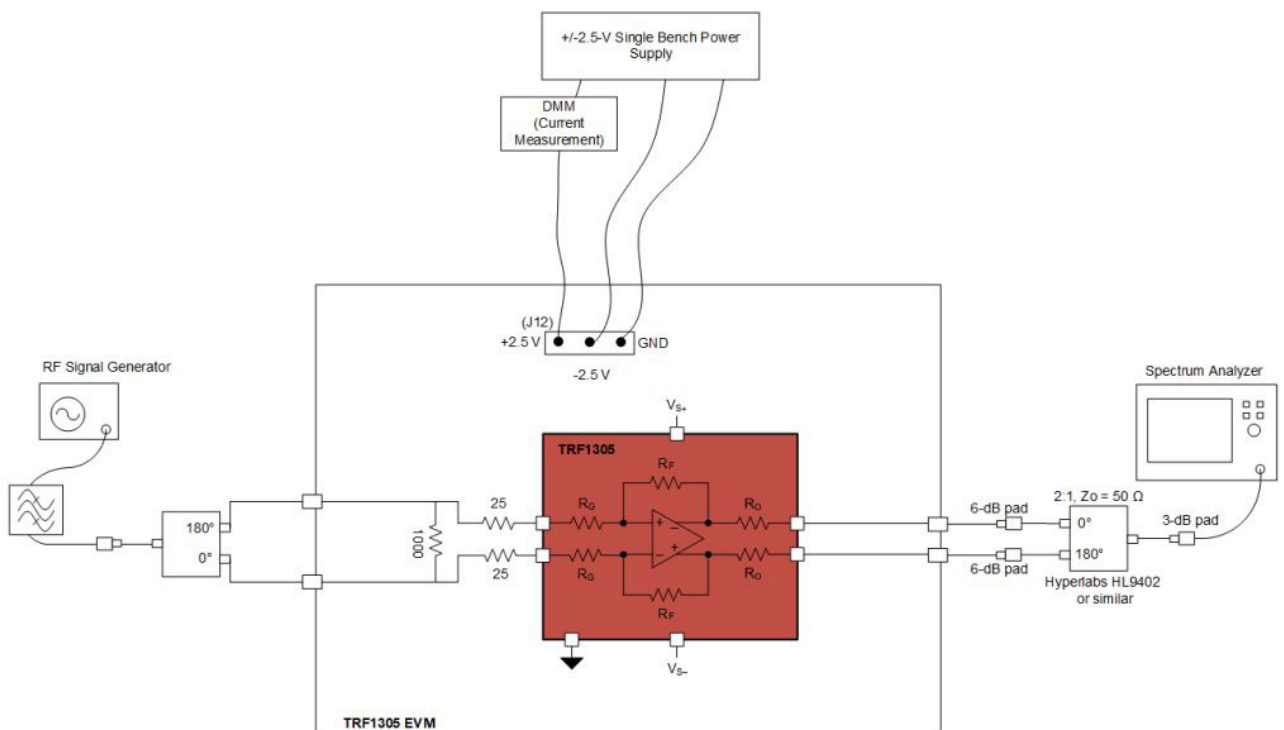 +/-2.5-V Single Bench Power
Supply
DMM
(Current
Measurement)
(J12)
+2.5 V
GND
-2.5 V
RF Signal Generator
Spectrum Analyzer
VS+
TRF1305
RF
25
RG
RO
1000
180°
0°
25
RG
RO
RF
VS–
6-dB pad
6-dB pad
2:1, Zo = 50 Ω
0°
180°
3-dB pad
Hyperlabs HL9402
or similar
TRF1305 EVM